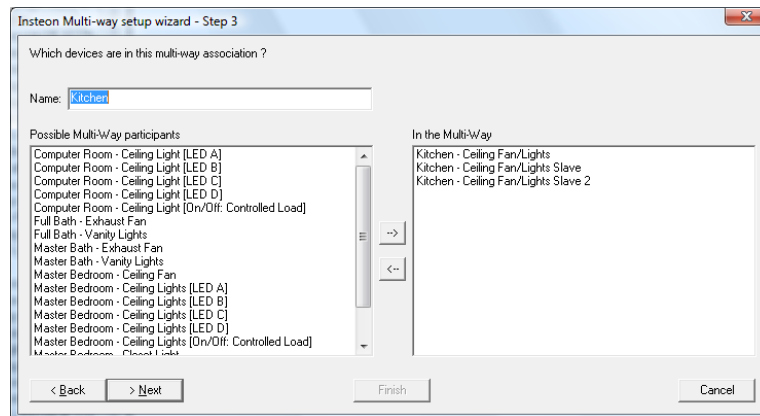 Insteon Multi-way setup wizard - Step 3
Which devices are in this multi-way association ?
Name: Kitchen
Possible Multi-Way participants
Computer Room - Ceiling Light [LED A]
Computer Room - Ceiling Light [LED B]
Computer Room - Ceiling Light [LED C]
Computer Room - Ceiling Light [LED D]
Computer Room - Ceiling Light [On/Off: Controlled Load]
Full Bath - Exhaust Fan
Full Bath - Vanity Lights
Master Bath - Exhaust Fan
Master Bath - Vanity Lights
Master Bedroom - Ceiling Fan
Master Bedroom - Ceiling Lights [LED A]
Master Bedroom - Ceiling Lights [LED B]
Master Bedroom - Ceiling Lights [LED C]
Master Bedroom - Ceiling Lights [LED D]
Master Bedroom - Ceiling Lights [On/Off: Controlled Load]
Master Bedroom - Closet Light
-->
<--
In the Multi-Way
Kitchen - Ceiling Fan/Lights
Kitchen - Ceiling Fan/Lights Slave
Kitchen - Ceiling Fan/Lights Slave 2
< Back
> Next
Finish
Cancel